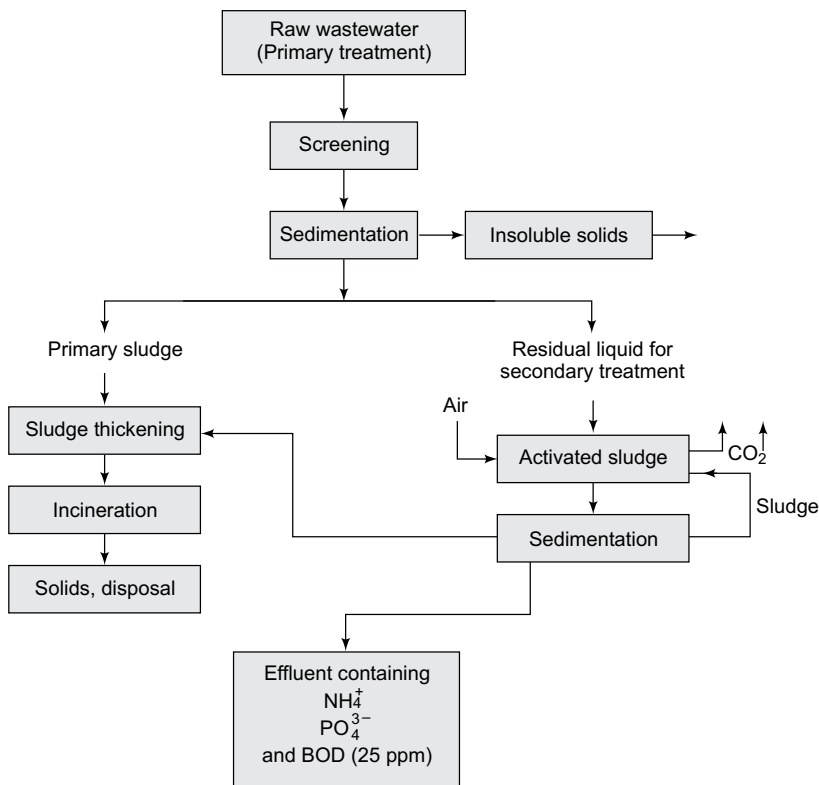 Raw wastewater
(Primary treatment)
Screening
Sedimentation
Insoluble solids
Primary sludge
Residual liquid for
secondary treatment
Air
Sludge thickening
Activated sludge
CO₂
Incineration
Sludge
Sedimentation
Solids, disposal
Effluent containing
NH₄⁺
PO₄³⁻
and BOD (25 ppm)